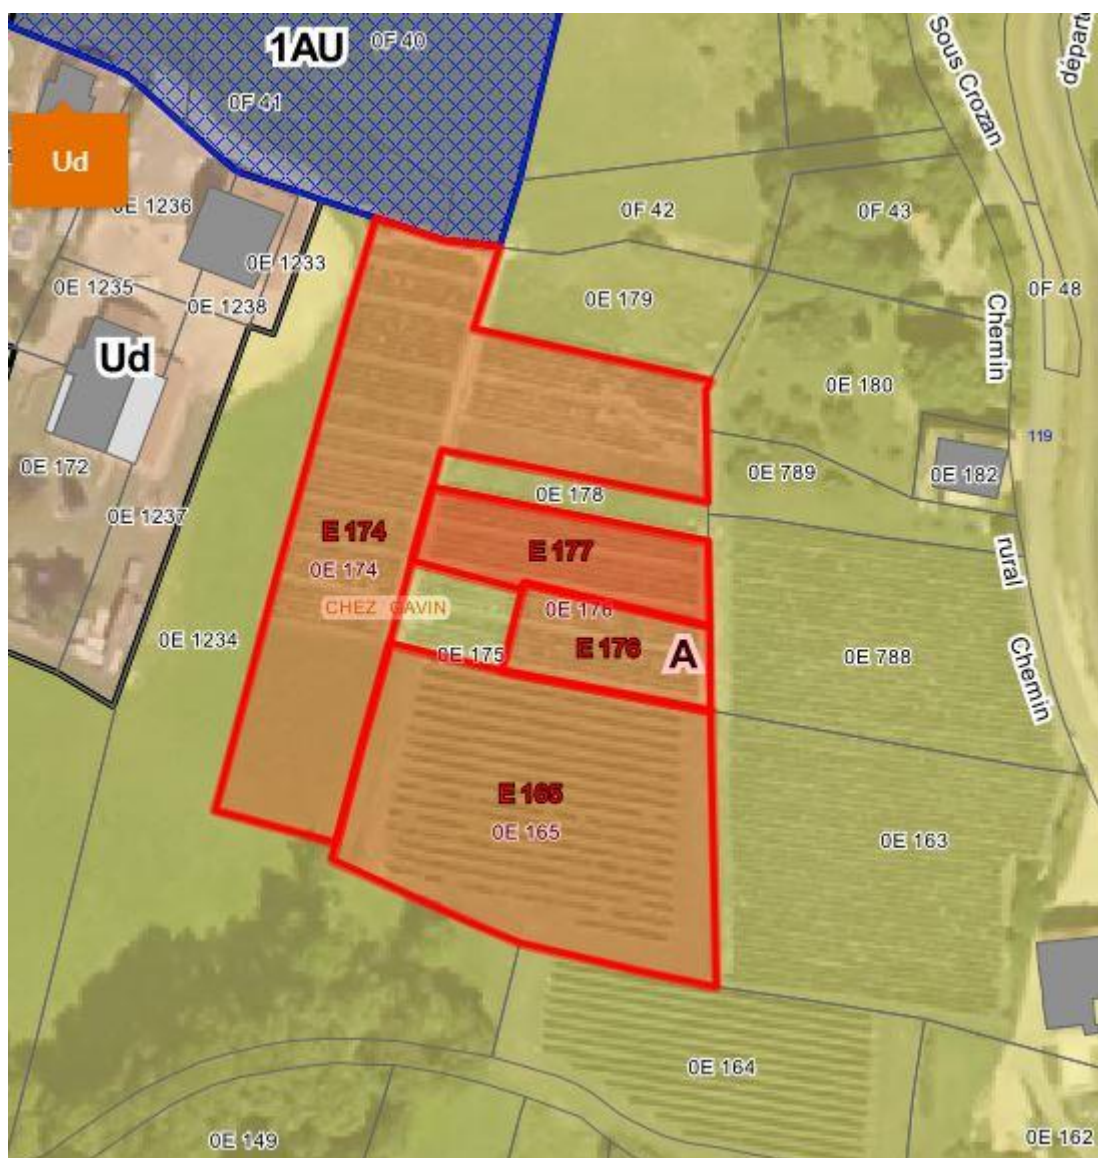 1AU
0F 40
0F 41
Sous Crozan
départ
Ud
0E 1236
0F 42
0F 43
0E 1233
0E 1235
0E 1238
0E 179
0F 48
Chemin
Ud
0E 180
119
0E 172
0E 789
0E 182
0E 178
0E 1237
E 174
E 177
rural
0E 174
CHEZ GAVIN
0E 176
0E 1234
0E 175
E 176
A
0E 788
Chemin
E 165
0E 165
0E 163
0E 164
0E 149
0E 162